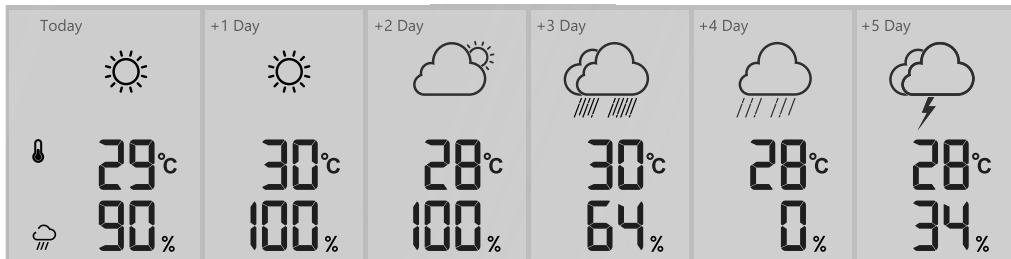 Today +1 Day +2 Day +3 Day +4 Day +5 Day
29°C 30°C 28°C 30°C 28°C 28°C
90% 100% 100% 64% 0% 34%